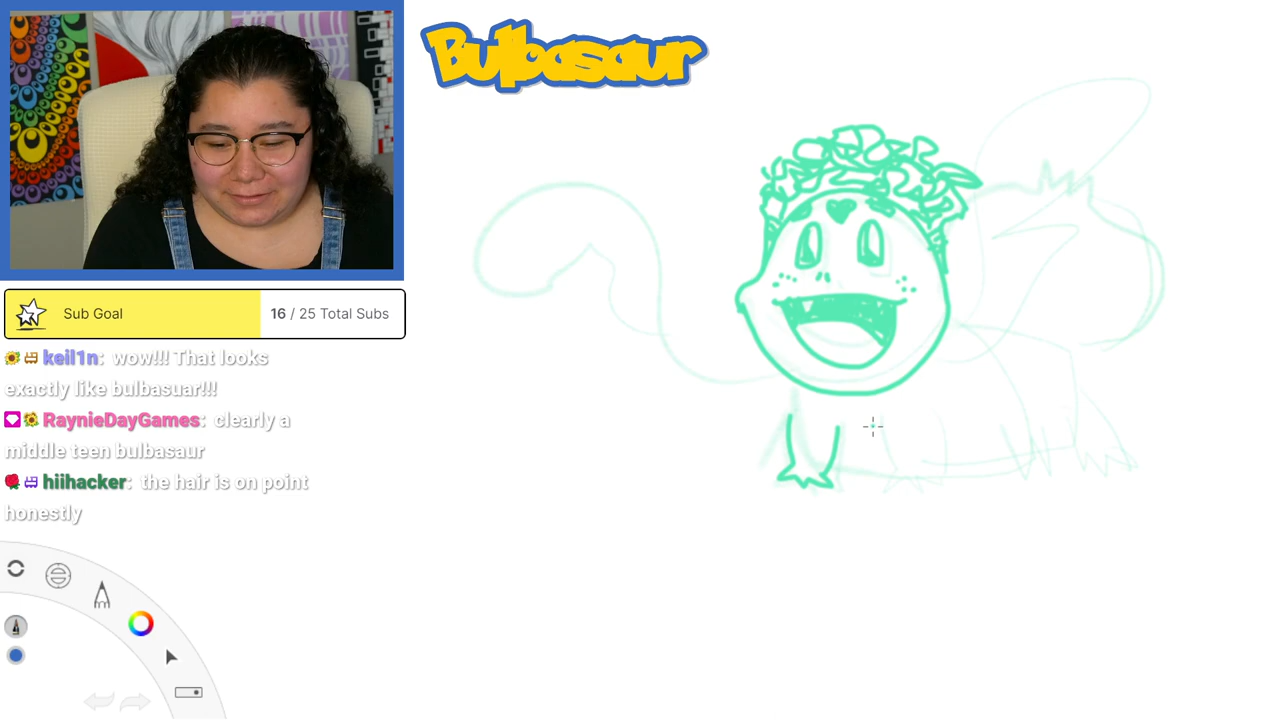 Bulbasaur
Sub Goal
16 / 25 Total Subs
keil1n: wow!!! That looks
exactly like bulbasuar!!!
RaynieDayGames: clearly a
middle teen bulbasaur
hiihacker: the hair is on point
honestly